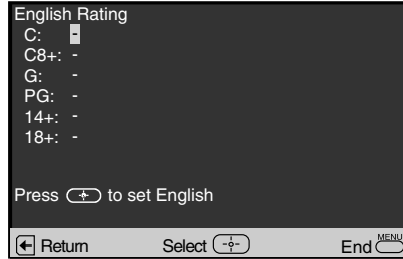 English Rating
C: -
C8+: -
G: -
PG: -
14+: -
18+: -
Press to set English
Return Select End MENU